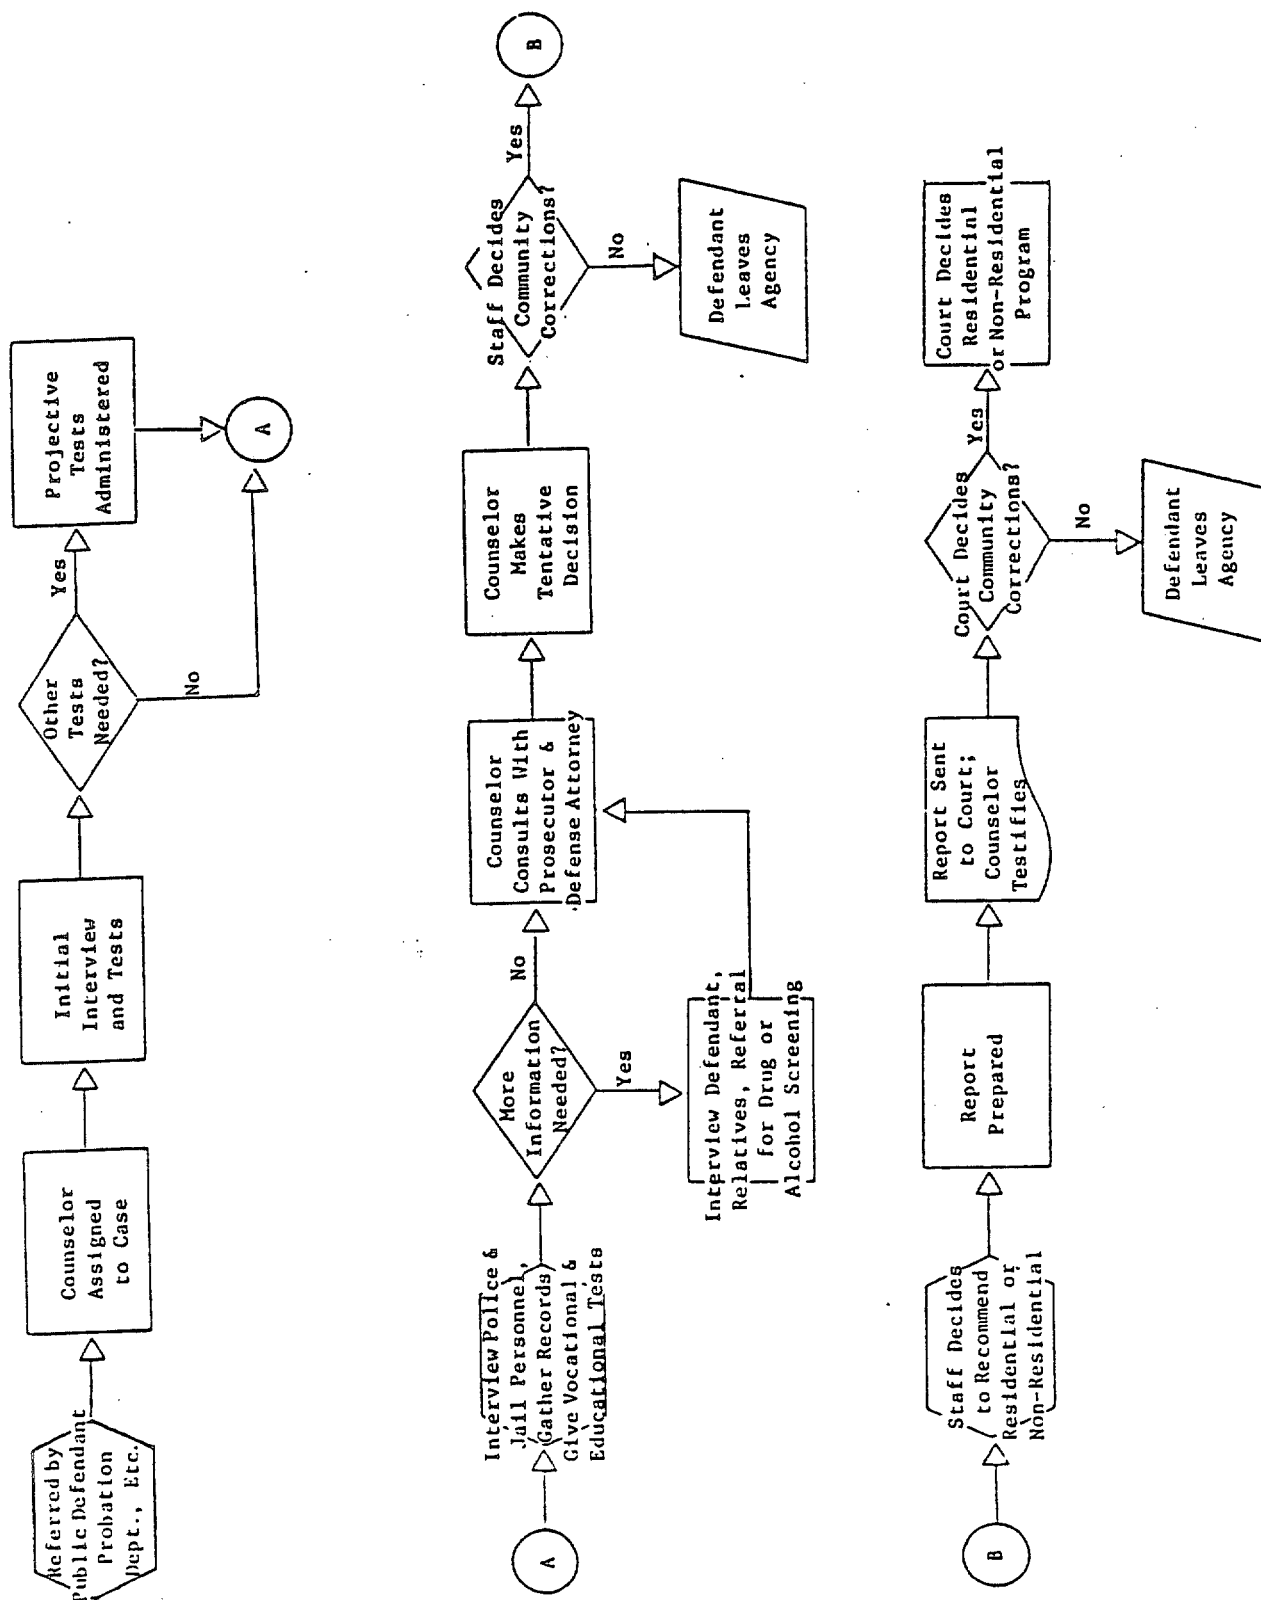 Referred by
Public Defendant
Probation
Dept., Etc.
Counselor
Assigned
to Case
Initial
Interview
and Tests
Other
Tests
Needed?
Yes
No
Projective
Tests
Administered
A
A
Interview Police &
Jail Personnel,
Gather Records
Give Vocational &
Educational Tests
More
Information
Needed?
No
Yes
Interview Defendant,
Relatives, Referral
for Drug or
Alcohol Screening
Counselor
Consults With
Prosecutor &
Defense Attorney
Counselor
Makes
Tentative
Decision
Staff Decides
Community
Corrections?
Yes
No
Defendant
Leaves
Agency
B
B
Staff Decides
to Recommend
Residential or
Non-Residential
Report
Prepared
Report Sent
to Court;
Counselor
Testifies
Court Decides
Community
Corrections?
Yes
No
Defendant
Leaves
Agency
Court Decides
Residential
or Non-Residential
Program